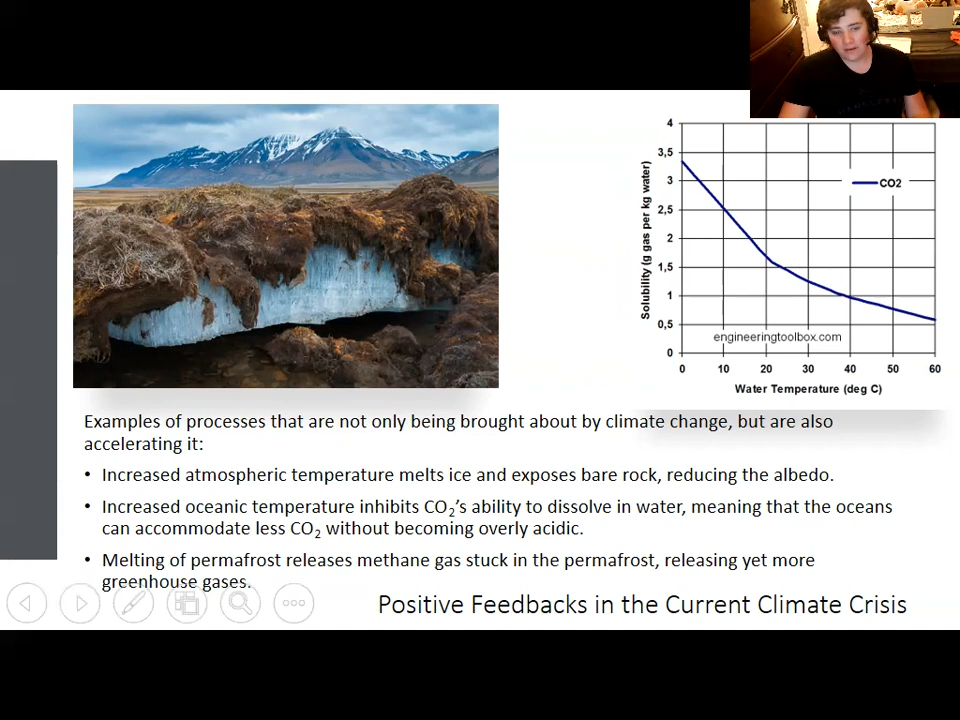 4
3,5
3
2,5
2
1,5
1
0,5
0
Solubility (g gas per kg water)
CO2
engineeringtoolbox.com
0 10 20 30 40 50 60
Water Temperature (deg C)
Examples of processes that are not only being brought about by climate change, but are also
accelerating it:
• Increased atmospheric temperature melts ice and exposes bare rock, reducing the albedo.
• Increased oceanic temperature inhibits CO₂’s ability to dissolve in water, meaning that the oceans
can accommodate less CO₂ without becoming overly acidic.
• Melting of permafrost releases methane gas stuck in the permafrost, releasing yet more
greenhouse gases.
Positive Feedbacks in the Current Climate Crisis